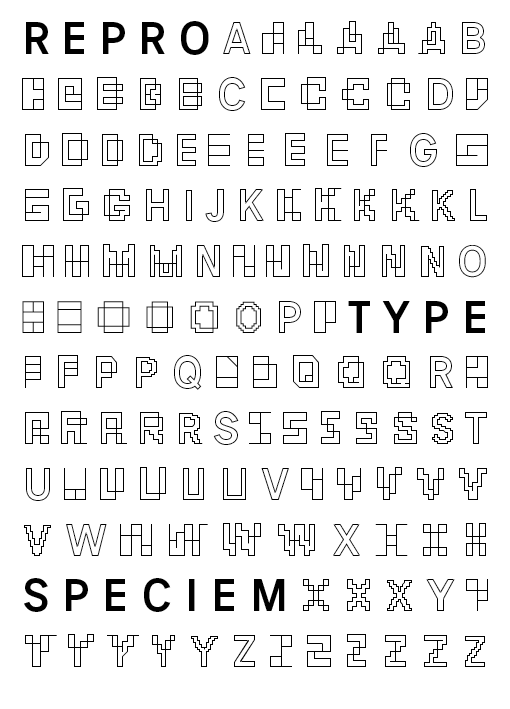 REPRO A A A A A A B
B B B B B C C C C C D D
D D D D E E E E E F G G
G G G H I J K K K K K K L
M M M M N N N N N N N O
O O O O O O P P TYPE
P P P P Q Q Q Q Q Q R R
R R R R R S S S S S S S T
U U U U U U V V V V V V
V W W W W W X X X X
SPECIEM X X X Y Y
Y Y Y Y Y Z Z Z Z Z Z Z